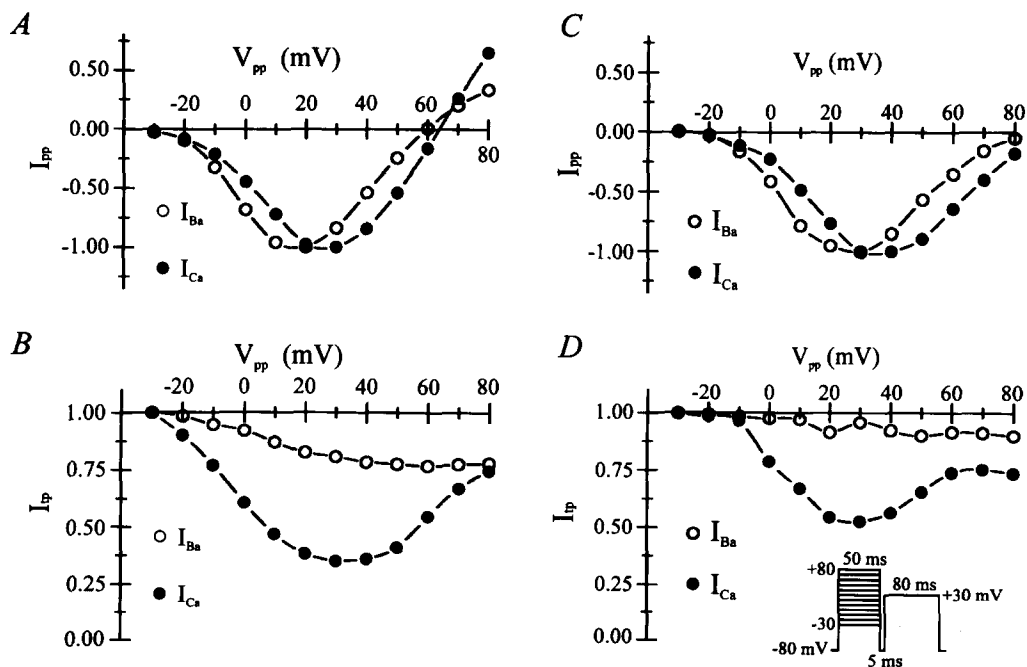 A
V_pp (mV)
-20 0 20 40 60
80
0.50
0.00
-0.50
-1.00
I_pp
I_Ba
I_Ca
C
V_pp (mV)
-20 0 20 40 60 80
0.50
0.00
-0.50
-1.00
I_pp
I_Ba
I_Ca
B
V_pp (mV)
-20 0 20 40 60 80
1.00
0.75
0.50
0.25
0.00
I_tp
I_Ba
I_Ca
D
V_pp (mV)
-20 0 20 40 60 80
1.00
0.75
0.50
0.25
0.00
I_tp
I_Ba
I_Ca
50 ms
+80
80 ms
+30 mV
-30
-80 mV
5 ms